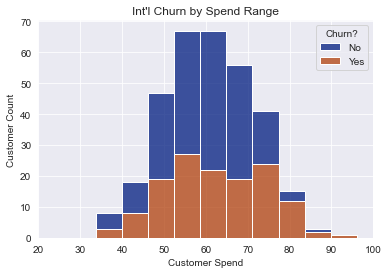 Int'l Churn by Spend Range
Churn?
No
Yes
Customer Count
70
60
50
40
30
20
10
0
20 30 40 50 60 70 80 90 100
Customer Spend